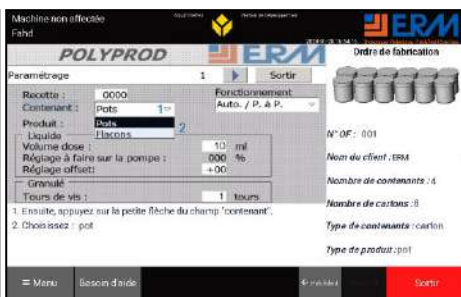 Machine non affectée
Fahd
ERM
POLYPROD
ERM
Ordre de fabrication
Paramétrage
1
Sortir
Recette :
0000
Fonctionnement
Contenant :
Pots
1
Auto. / P. à P.
Produit :
Pots
Flacons
2
Liquide
Volume dose :
10 ml
Réglage à faire sur la pompe :
000 %
Réglage offset:
+00
Granulé
Tours de vis :
1 tours
N° OF : 001
Nom du client :ERM
Nombre de contenants :4
Nombre de cartons :8
Type de contenants :carton
Type de produit :pot
1. Ensuite, appuyez sur la petite flèche du champ "contenant".
2. Choisissez : pot
Menu
Besoin d'aide
Précédent
Sortir